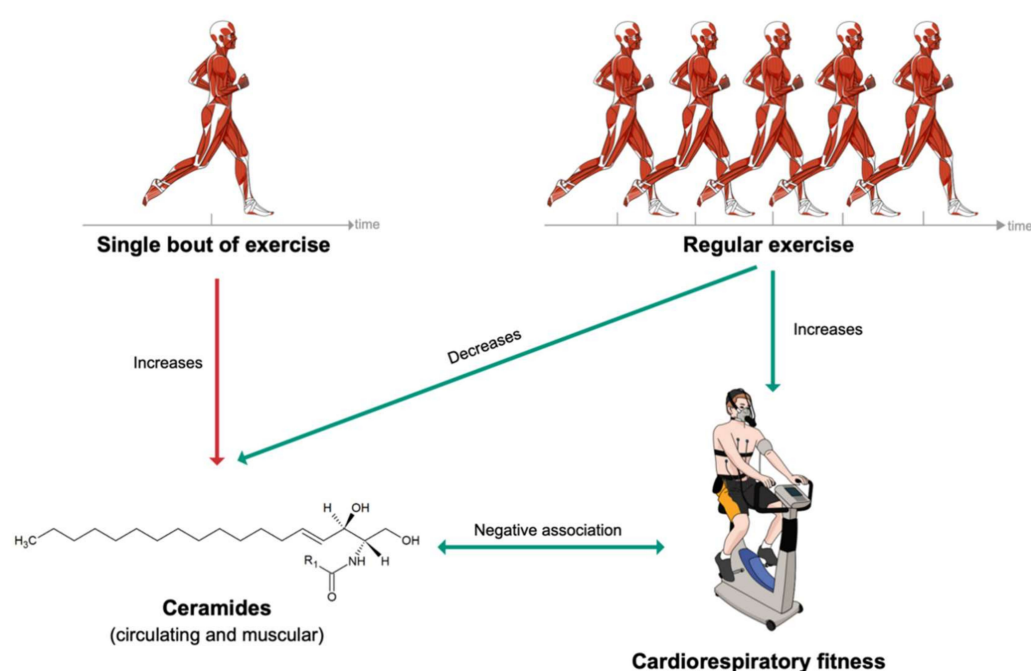 time
Single bout of exercise
time
Regular exercise
Increases
Decreases
Increases
H₃C
H
OH
OH
R₁
NH
H
O
Negative association
Ceramides
(circulating and muscular)
Cardiorespiratory fitness